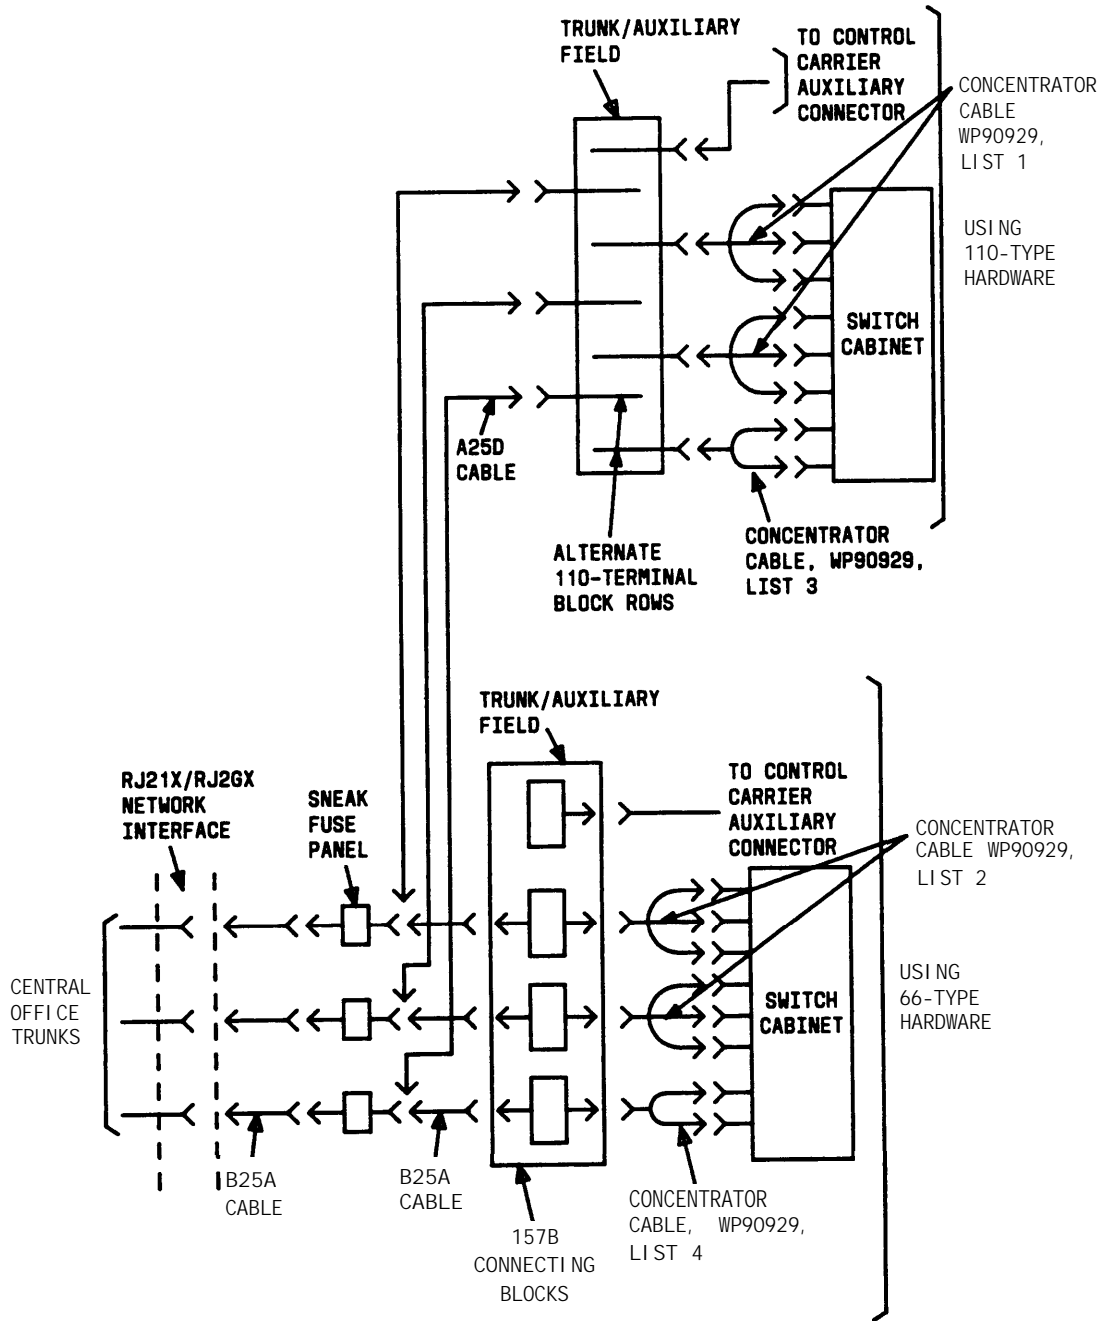 TRUNK/AUXILIARY
FIELD
TO CONTROL
CARRIER
AUXILIARY
CONNECTOR
CONCENTRATOR
CABLE
WP90929,
LIST 1
USING
110-TYPE
HARDWARE
SWITCH
CABINET
A25D
CABLE
ALTERNATE
110-TERMINAL
BLOCK ROWS
CONCENTRATOR
CABLE, WP90929,
LIST 3
TRUNK/AUXILIARY
FIELD
RJ21X/RJ2GX
NETWORK
INTERFACE
SNEAK
FUSE
PANEL
TO CONTROL
CARRIER
AUXILIARY
CONNECTOR
CONCENTRATOR
CABLE WP90929,
LIST 2
CENTRAL
OFFICE
TRUNKS
SWITCH
CABINET
USING
66-TYPE
HARDWARE
B25A
CABLE
B25A
CABLE
157B
CONNECTING
BLOCKS
CONCENTRATOR
CABLE, WP90929,
LIST 4